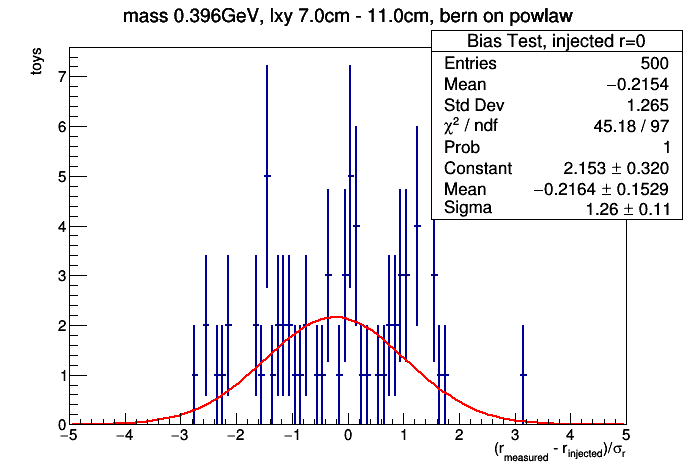 mass 0.396GeV, lxy 7.0cm - 11.0cm, bern on powlaw
Bias Test, injected r=0
Entries 500
Mean −0.2154
Std Dev 1.265
χ² / ndf 45.18 / 97
Prob 1
Constant 2.153 ± 0.320
Mean −0.2164 ± 0.1529
Sigma 1.26 ± 0.11
toys
7
6
5
4
3
2
1
0
−5 −4 −3 −2 −1 0 1 2 3 4 5
(r_measured - r_injected)/σ_r